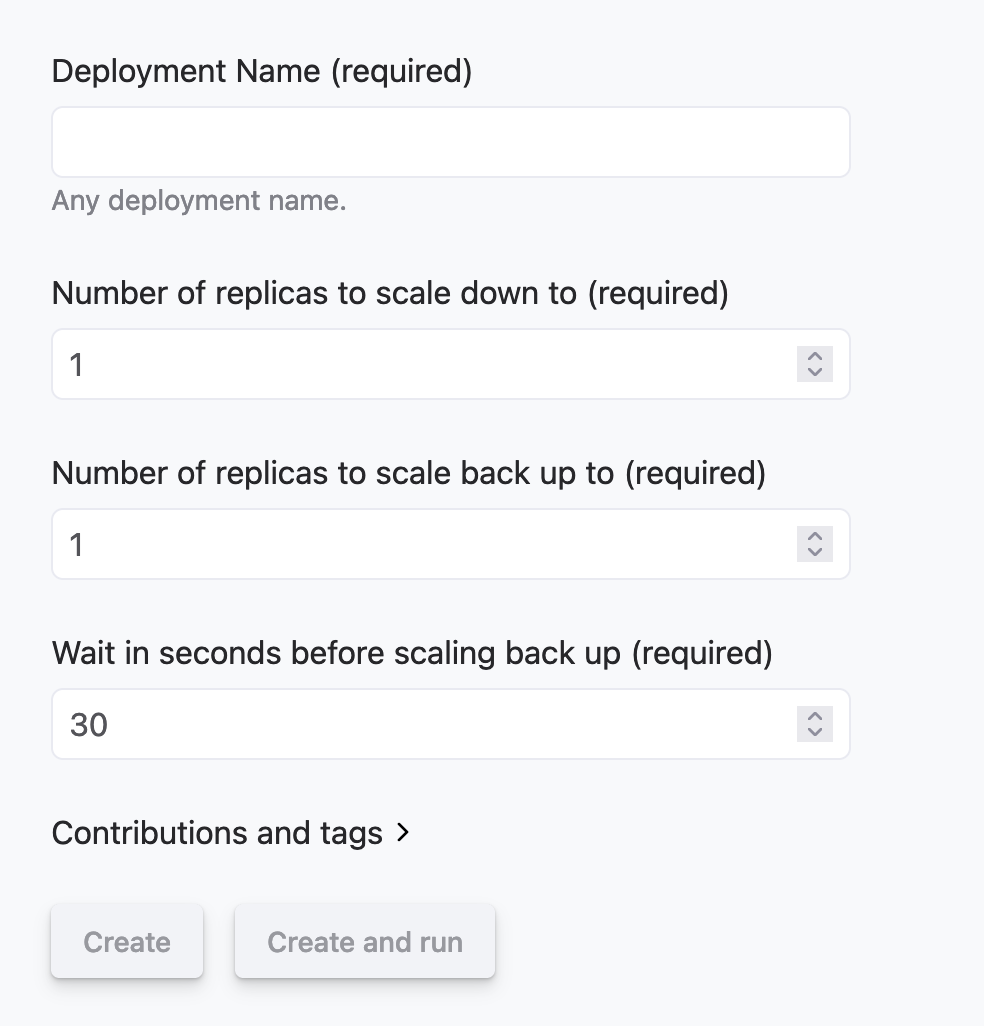 Deployment Name (required)
Any deployment name.
Number of replicas to scale down to (required)
1
Number of replicas to scale back up to (required)
1
Wait in seconds before scaling back up (required)
30
Contributions and tags
Create
Create and run